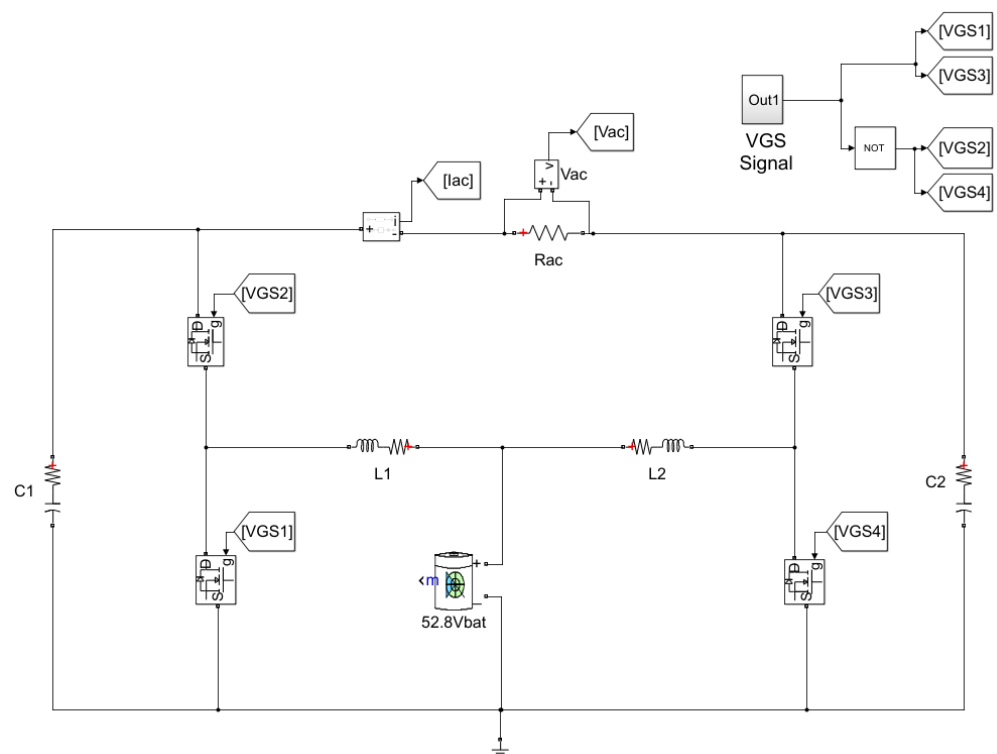 [VGS1]
[VGS3]
Out1
VGS
Signal
NOT
[VGS2]
[VGS4]
[Vac]
v
+ -
Vac
[Iac]
+
i
-
+
Rac
[VGS2]
D
g
S
[VGS3]
D
g
S
+
L1
+
L2
+
C1
+
C2
[VGS1]
D
g
S
[VGS4]
D
g
S
+
<m
-
52.8Vbat